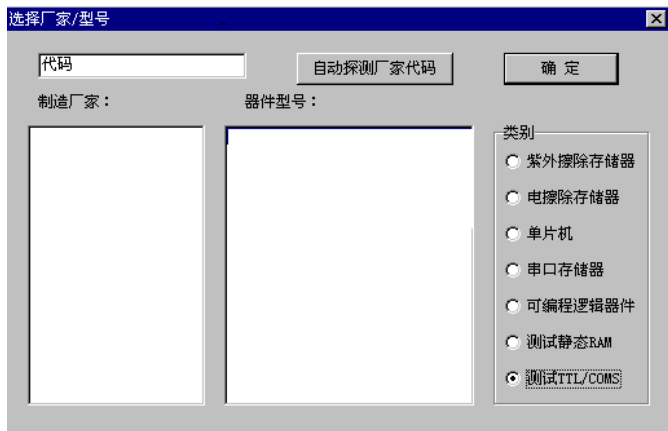 选择厂家/型号
代码
自动探测厂家代码
确 定
制造厂家：
器件型号：
类别
紫外擦除存储器
电擦除存储器
单片机
串口存储器
可编程逻辑器件
测试静态RAM
测试TTL/COMS